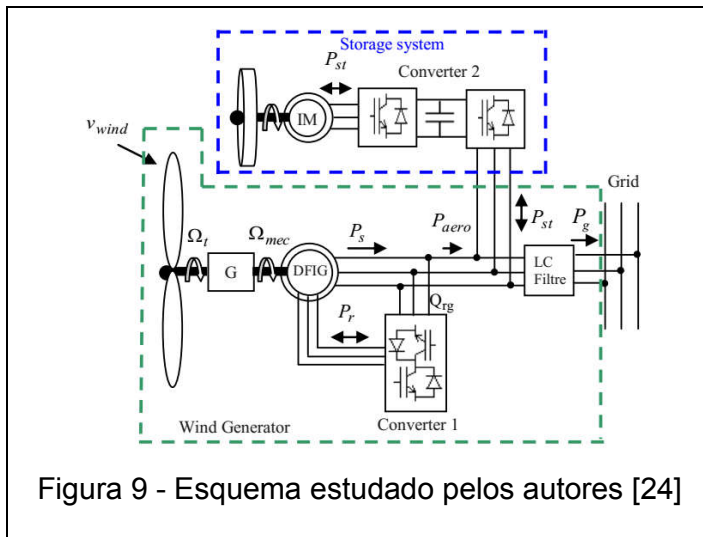 Storage system
P_st
Converter 2
IM
v_wind
Grid
Ω_t
Ω_mec
P_s
P_aero
P_st
P_g
G
DFIG
LC
Filtre
P_r
Q_rg
Wind Generator
Converter 1
Figura 9 - Esquema estudado pelos autores [24]